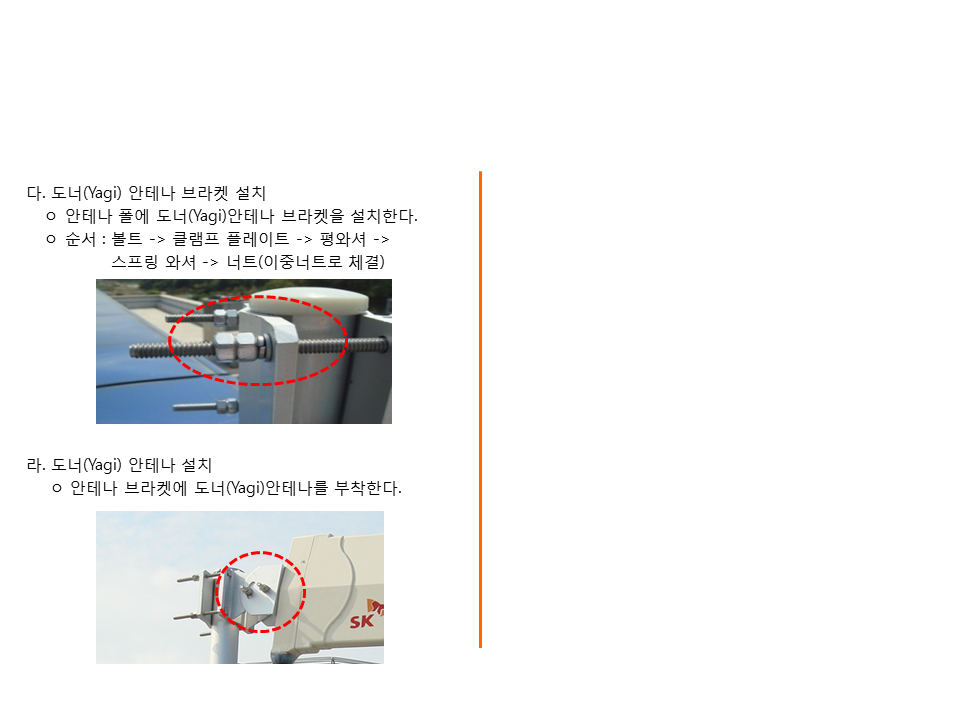 다. 도너(Yagi) 안테나 브라켓 설치
ㅇ 안테나 폴에 도너(Yagi)안테나 브라켓을 설치한다.
ㅇ 순서 : 볼트 -> 클램프 플레이트 -> 평와셔 ->
스프링 와셔 -> 너트(이중너트로 체결)
라. 도너(Yagi) 안테나 설치
ㅇ 안테나 브라켓에 도너(Yagi)안테나를 부착한다.
SK